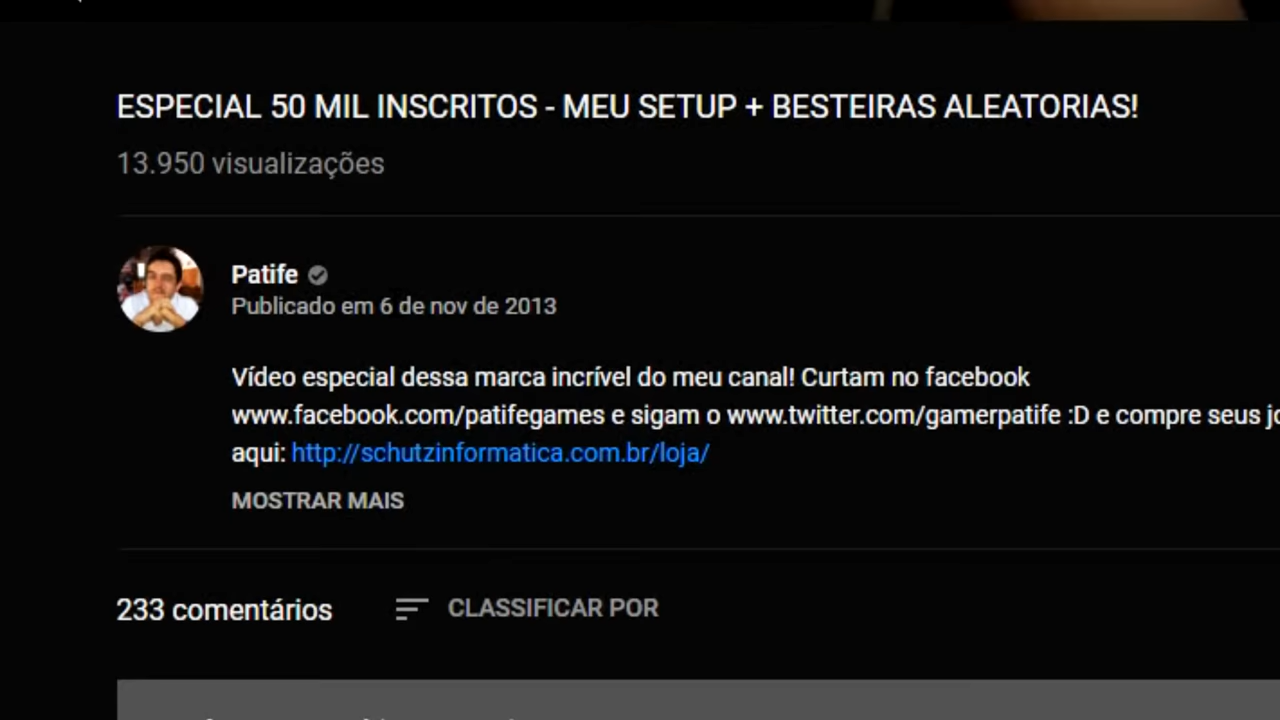 ESPECIAL 50 MIL INSCRITOS - MEU SETUP + BESTEIRAS ALEATORIAS!
13.950 visualizações
Patife
Publicado em 6 de nov de 2013
Vídeo especial dessa marca incrível do meu canal! Curtam no facebook
www.facebook.com/patifegames e sigam o www.twitter.com/gamerpatife :D e compre seus
aqui: http://schutzinformatica.com.br/loja/
MOSTRAR MAIS
233 comentários
CLASSIFICAR POR